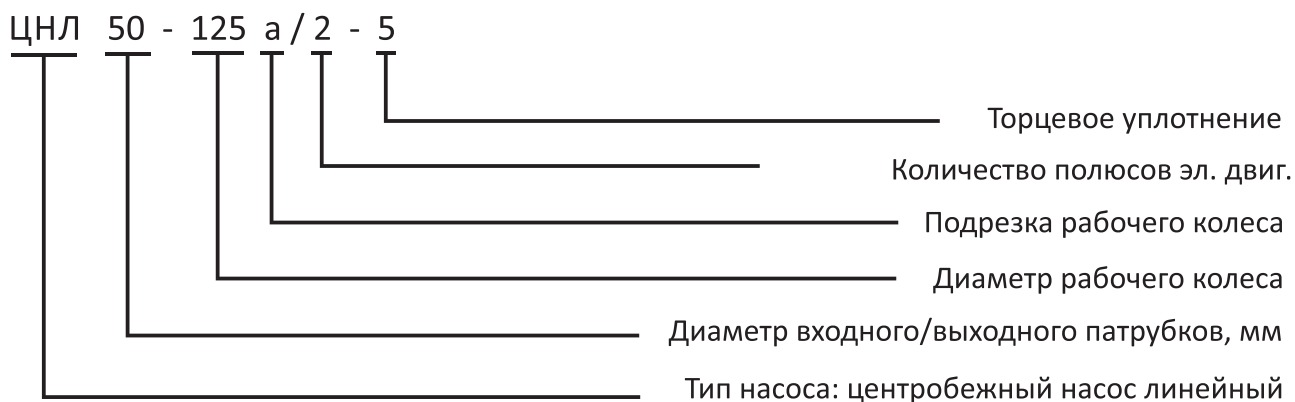 ЦНЛ 50 - 125 а / 2 - 5
Торцевое уплотнение
Количество полюсов эл. двиг.
Подрезка рабочего колеса
Диаметр рабочего колеса
Диаметр входного/выходного патрубков, мм
Тип насоса: центробежный насос линейный